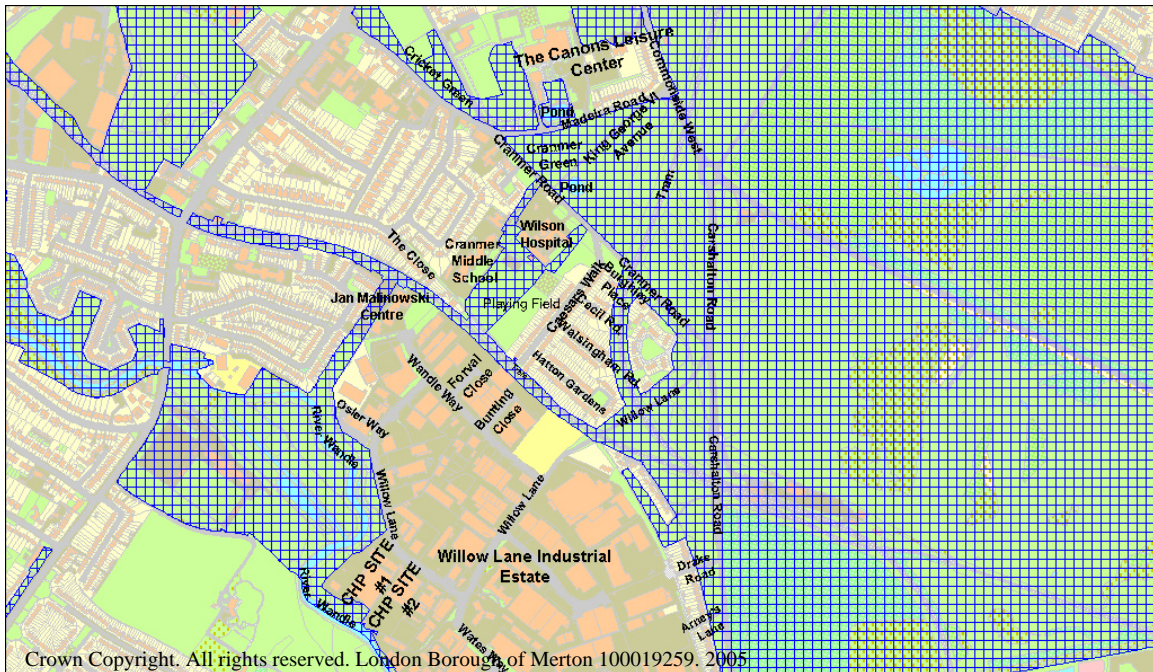 The Canons Leisure
Center
Cricket Green
Commonside West
Pond
Madeira Road
King George VI
Avenue
Cranmer
Green
Cranmer Road
Pond
Tram
Wilson
Hospital
Carshalton Road
The Close
Cranmer
Middle
School
Playing Field
Caesars Walk
Burghley
Place
Cecil Rd.
Cranmer Road
Walsingham Rd.
Hatton Gardens
Willow Lane
Jan Malinowski
Centre
Wandle Way
Forval
Close
Bunting
Close
Osier Way
River Wandle
Willow Lane
Willow Lane
Carshalton Road
Willow Lane Industrial
Estate
CHP SITE
#1
CHP SITE
#2
River Wandle
Drake
Road
Arney's
Lane
Wates Way
Crown Copyright. All rights reserved. London Borough of Merton 100019259. 2005